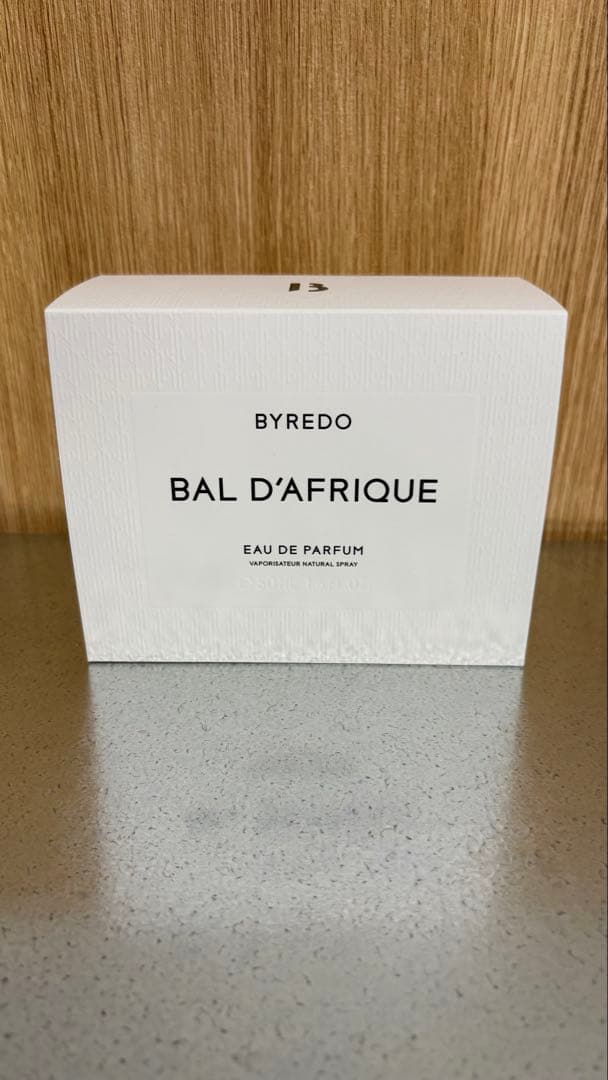 BYREDO
BAL D'AFRIQUE
EAU DE PARFUM
VAPORISATEUR NATURAL SPRAY